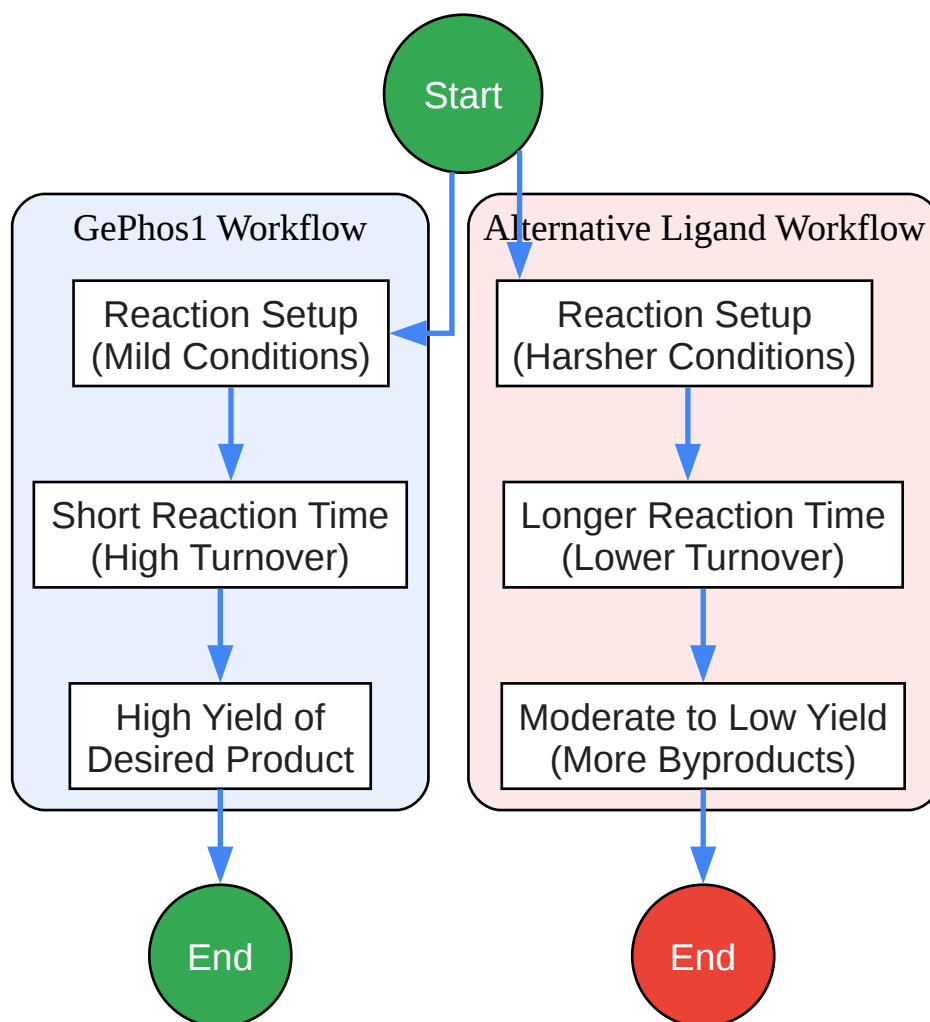 Start
GePhos1 Workflow
Reaction Setup
(Mild Conditions)
Short Reaction Time
(High Turnover)
High Yield of
Desired Product
End
Alternative Ligand Workflow
Reaction Setup
(Harsher Conditions)
Longer Reaction Time
(Lower Turnover)
Moderate to Low Yield
(More Byproducts)
End